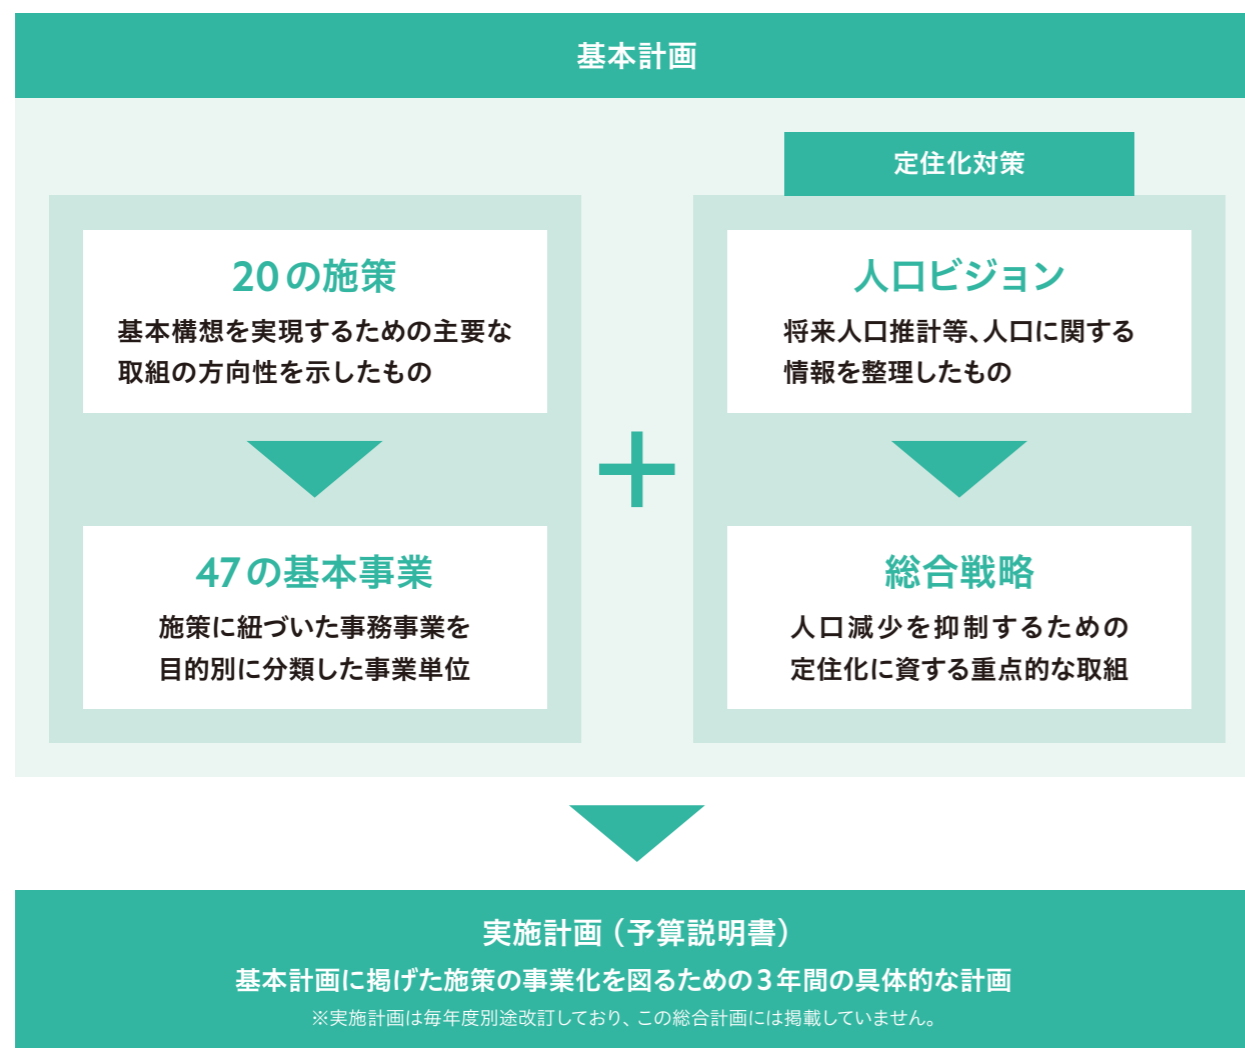 基本計画
20の施策
基本構想を実現するための主要な
取組の方向性を示したもの
47の基本事業
施策に紐づいた事務事業を
目的別に分類した事業単位
＋
定住化対策
人口ビジョン
将来人口推計等、人口に関する
情報を整理したもの
総合戦略
人口減少を抑制するための
定住化に資する重点的な取組
実施計画（予算説明書）
基本計画に掲げた施策の事業化を図るための3年間の具体的な計画
※実施計画は毎年度別途改訂しており、この総合計画には掲載していません。